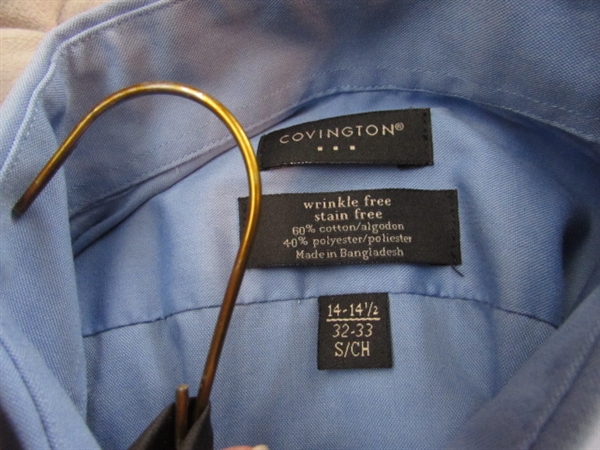 COVINGTON®
wrinkle free
stain free
60% cotton/algodon
40% polyester/poliester
Made in Bangladesh
14-14½
32-33
S/CH